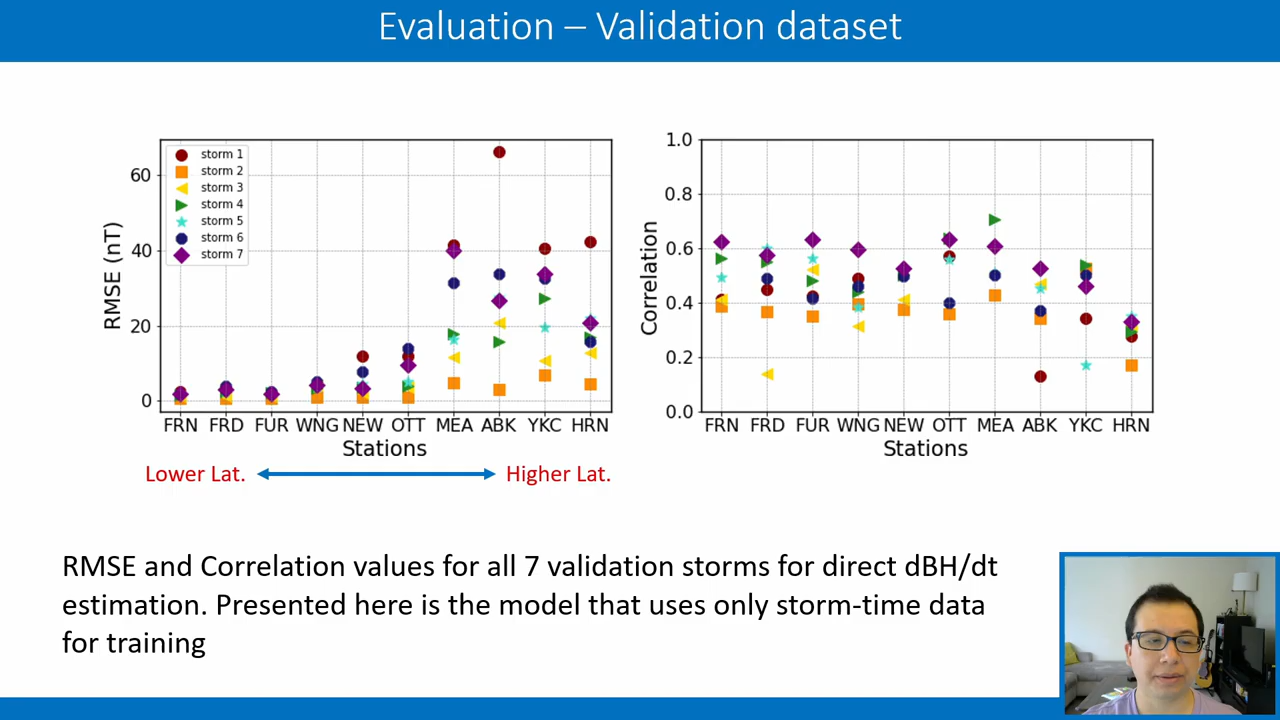 Evaluation – Validation dataset
RMSE (nT)
60
40
20
0
storm 1
storm 2
storm 3
storm 4
storm 5
storm 6
storm 7
FRN FRD FUR WNG NEW OTT MEA ABK YKC HRN
Stations
Lower Lat.
Higher Lat.
Correlation
1.0
0.8
0.6
0.4
0.2
0.0
FRN FRD FUR WNG NEW OTT MEA ABK YKC HRN
Stations
RMSE and Correlation values for all 7 validation storms for direct dBH/dt
estimation. Presented here is the model that uses only storm-time data
for training